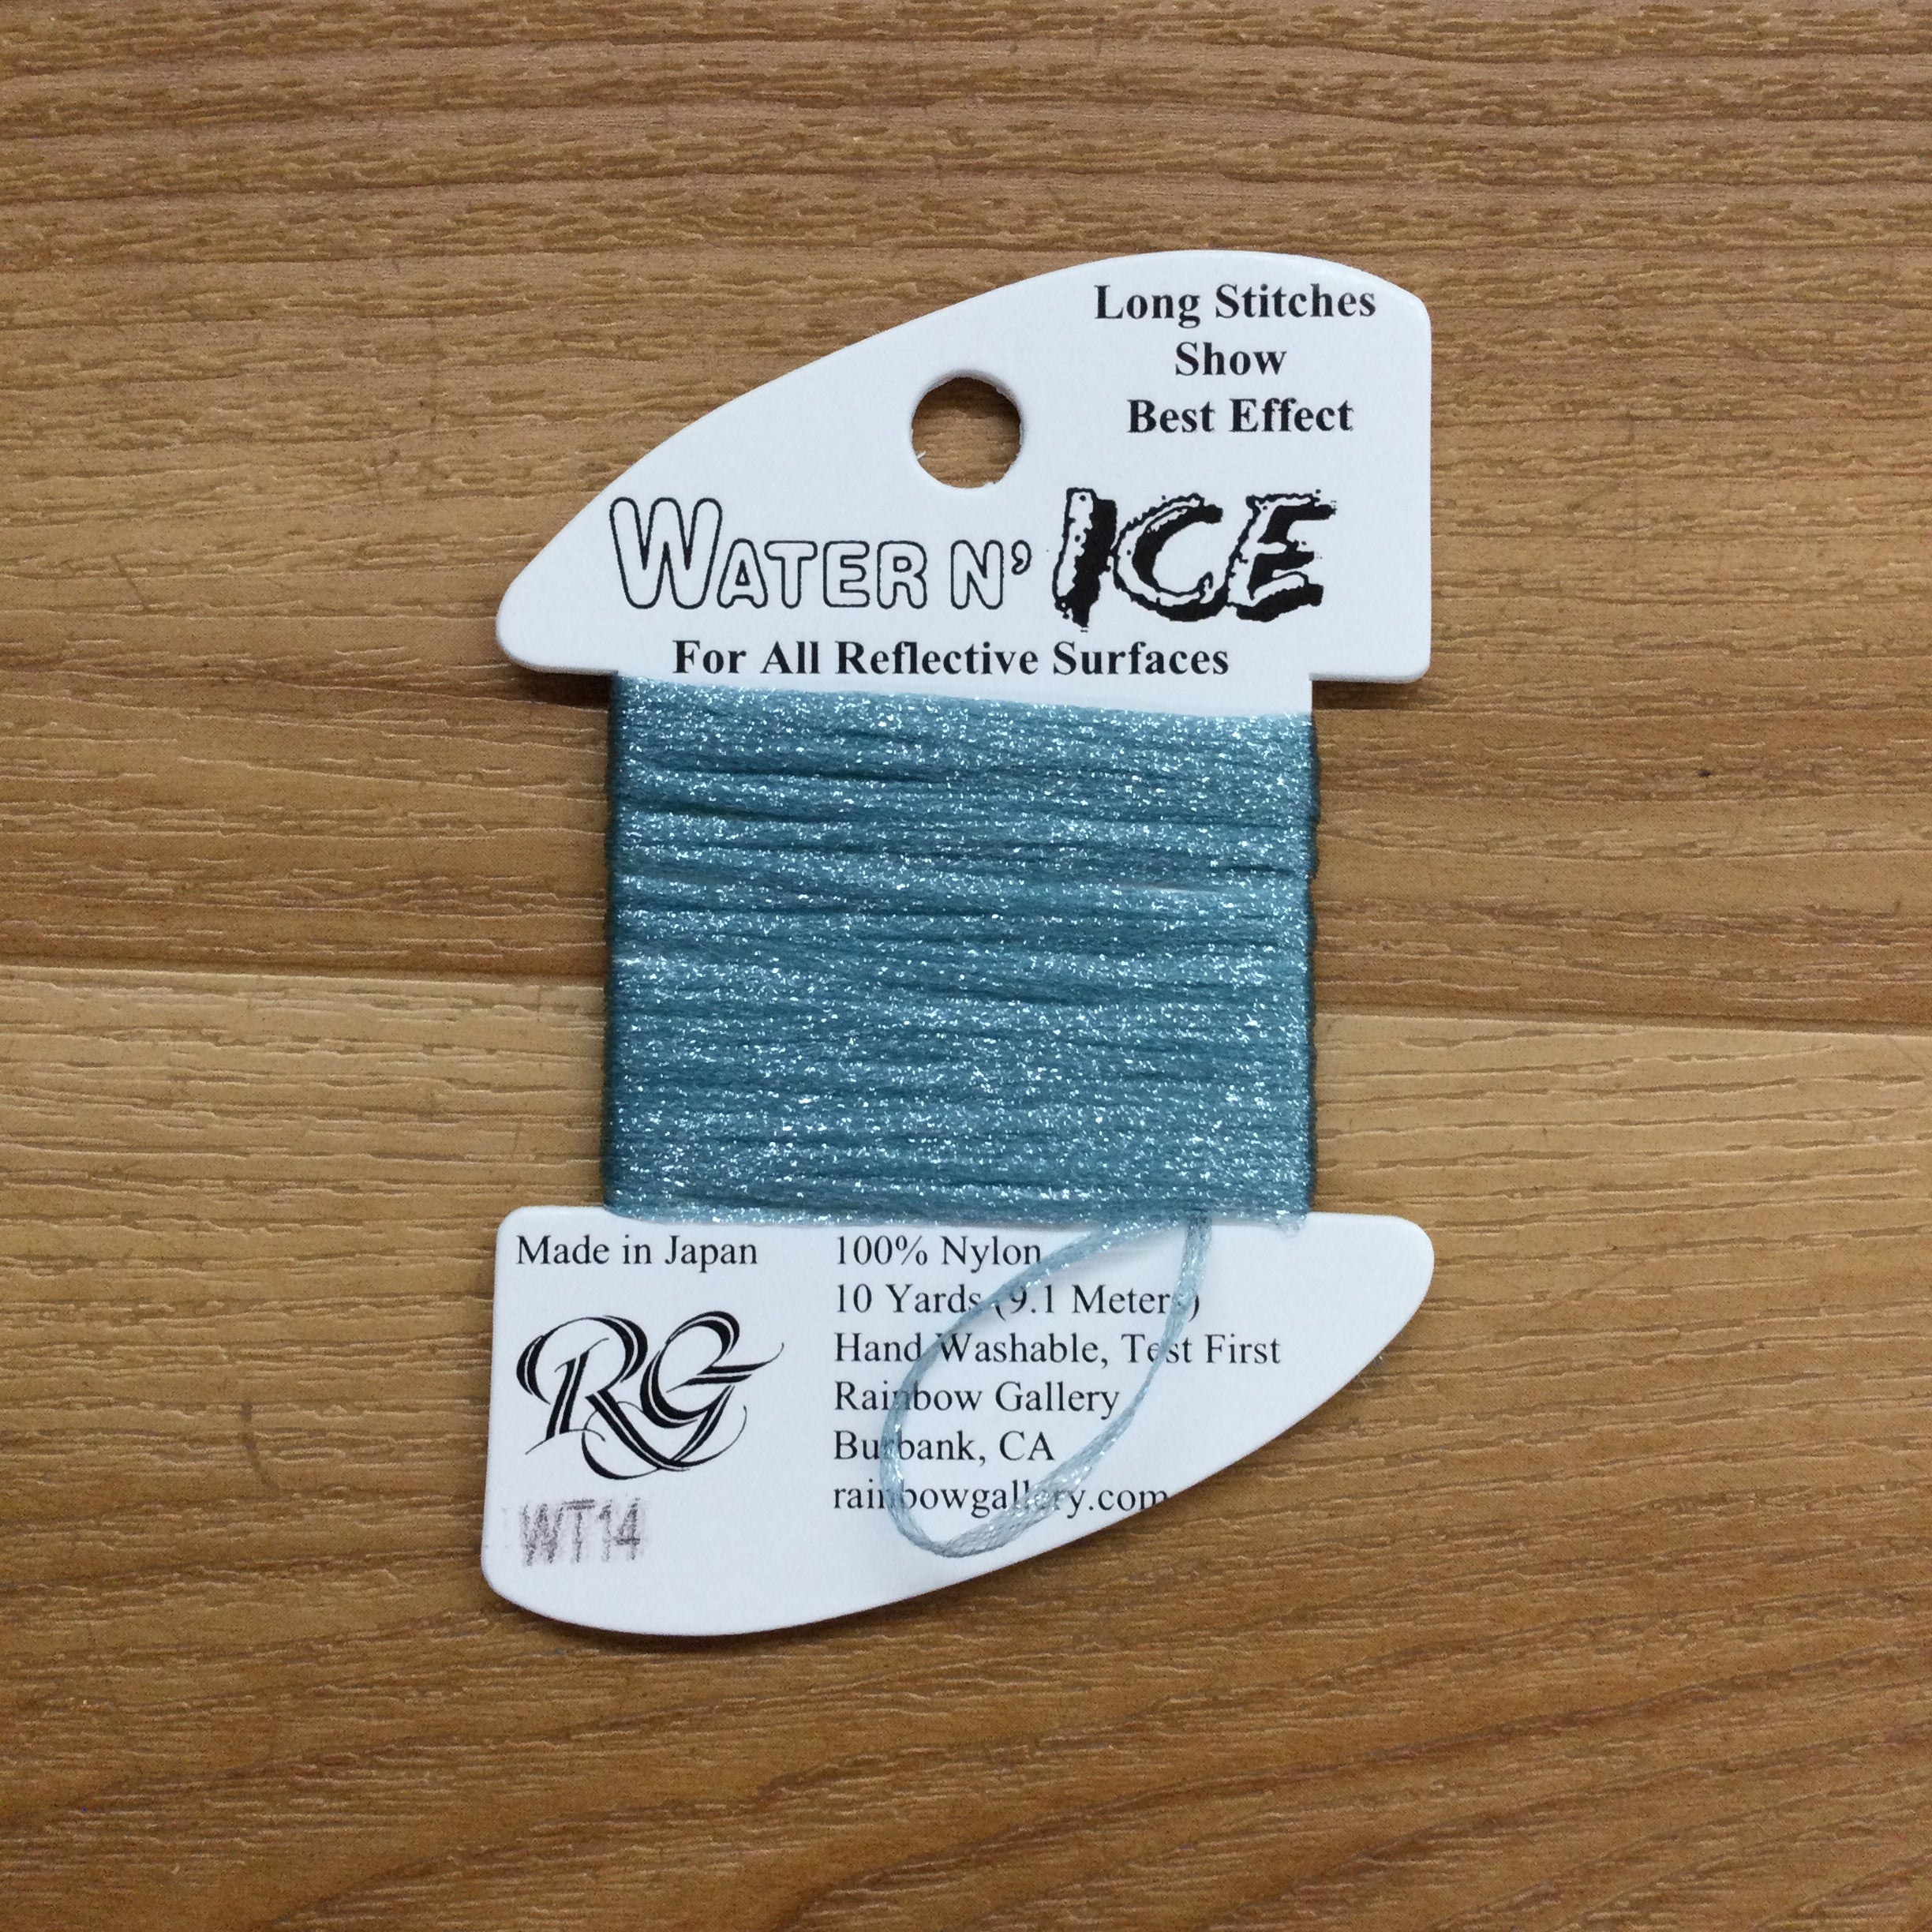 Long Stitches
Show
Best Effect
WATER N' ICE
For All Reflective Surfaces
Made in Japan
RG
WT14
100% Nylon
10 Yards (9.1 Meters)
Hand Washable, Test First
Rainbow Gallery
Burbank, CA
rainbowgallery.com